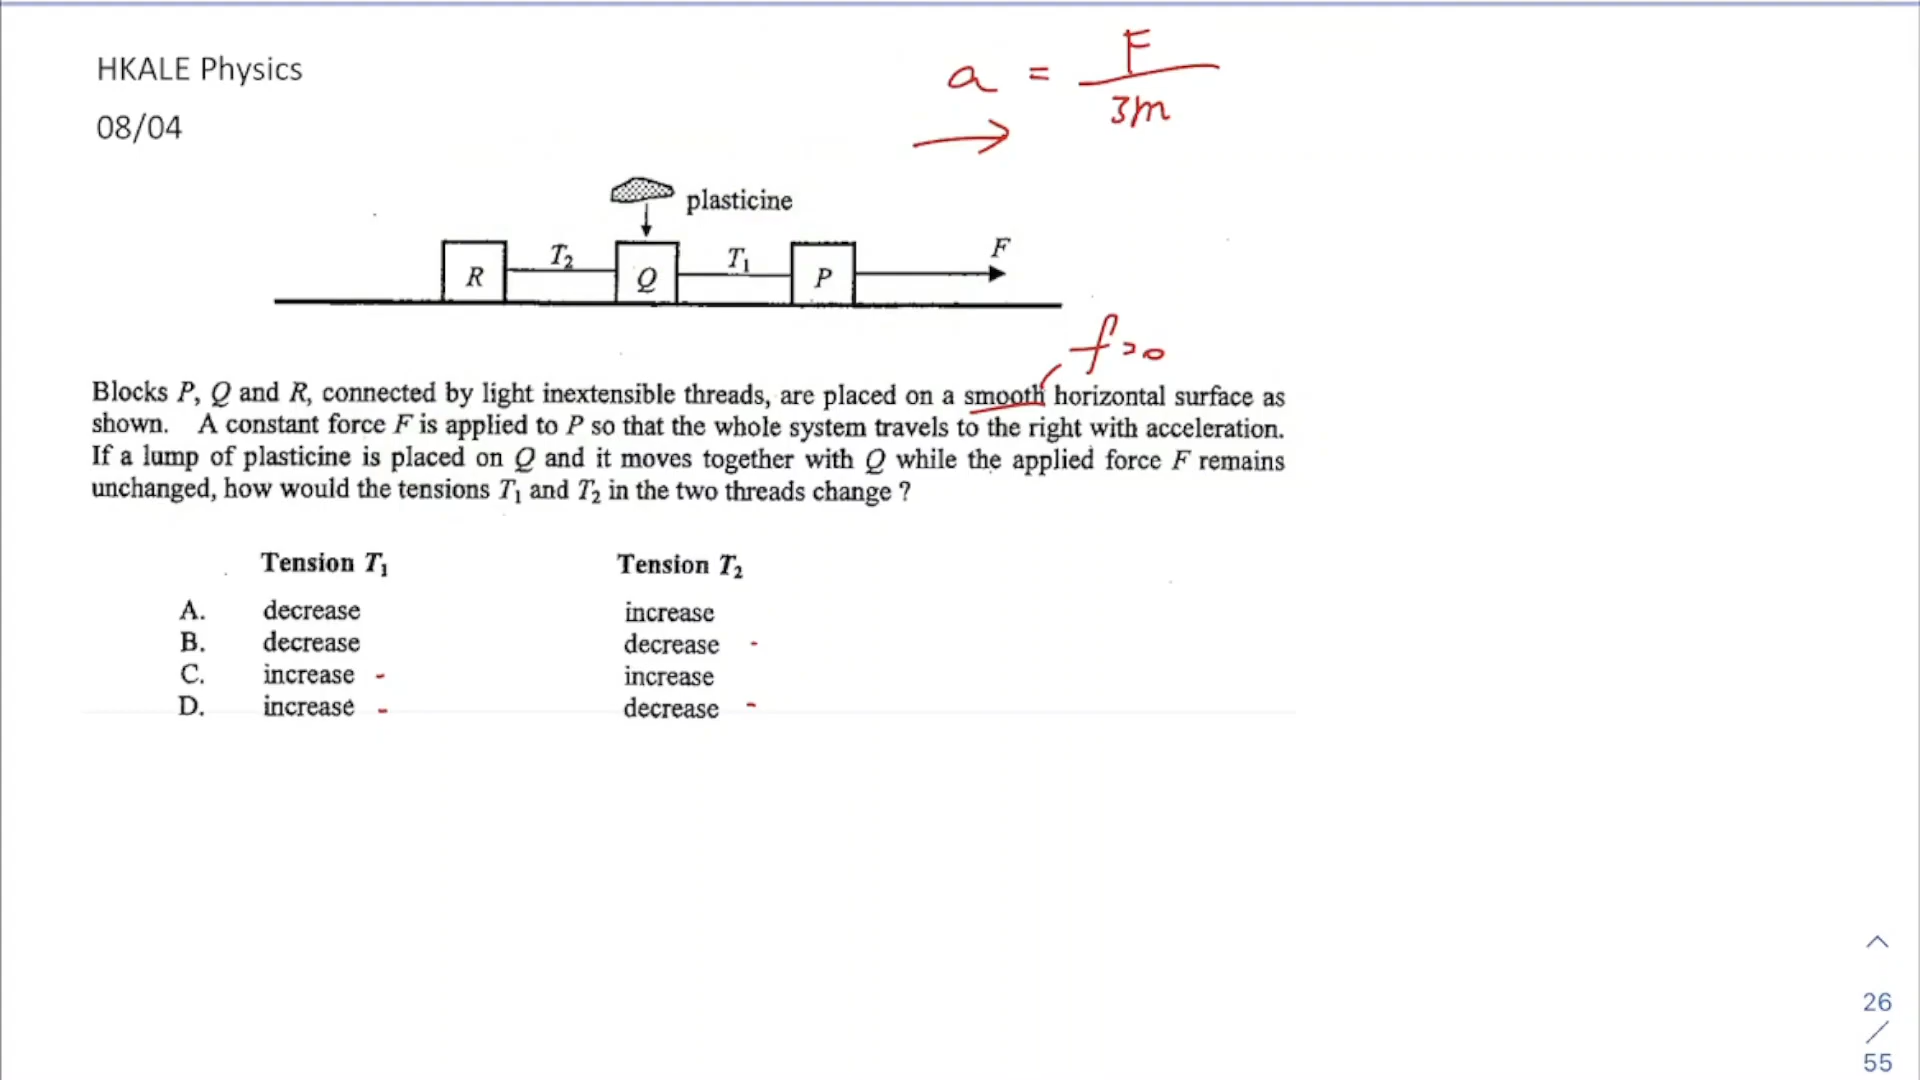 HKALE Physics
08/04
a = F
3m
plasticine
R T2 Q T1 P F
f=0
Blocks P, Q and R, connected by light inextensible threads, are placed on a smooth horizontal surface as
shown. A constant force F is applied to P so that the whole system travels to the right with acceleration.
If a lump of plasticine is placed on Q and it moves together with Q while the applied force F remains
unchanged, how would the tensions T1 and T2 in the two threads change ?
Tension T1 Tension T2
A. decrease increase
B. decrease decrease
C. increase increase
D. increase decrease
26
/
55